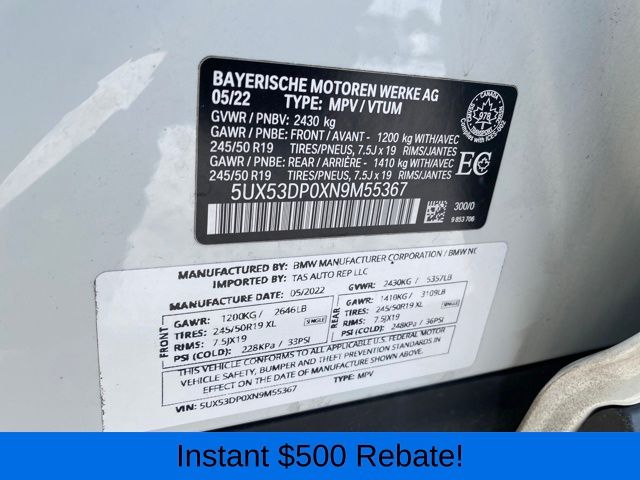 BAYERISCHE MOTOREN WERKE AG
05/22 TYPE: MPV / VTUM
GVWR / PNBV: 2430 kg
GAWR / PNBE: FRONT / AVANT - 1200 kg WITH/AVEC
245/50 R19 TIRES/PNEUS, 7.5J x 19 RIMS/JANTES
GAWR / PNBE: REAR / ARRIÈRE - 1410 kg WITH/AVEC
245/50 R19 TIRES/PNEUS, 7.5J x 19 RIMS/JANTES
5UX53DP0XN9M55367
CANADA
978
EC
300/0
9 853 706
MANUFACTURED BY: BMW MANUFACTURER CORPORATION / BMW NC
IMPORTED BY: TAS AUTO REP LLC
MANUFACTURE DATE: 05/2022
GVWR: 2430KG / 5357LB
FRONT
GAWR: 1200KG / 2646LB
TIRES: 245/50R19 XL SINGLE
RIMS: 7.5JX19
PSI (COLD): 228KPa / 33PSI
REAR
GAWR: 1410KG / 3109LB
TIRES: 245/50R19 XL SINGLE
RIMS: 7.5JX19
PSI (COLD): 248KPa / 36PSI
THIS VEHICLE CONFORMS TO ALL APPLICABLE U.S. FEDERAL MOTOR
VEHICLE SAFETY, BUMPER AND THEFT PREVENTION STANDARDS IN
EFFECT ON THE DATE OF MANUFACTURE SHOWN ABOVE.
VIN: 5UX53DP0XN9M55367 TYPE: MPV
Instant $500 Rebate!